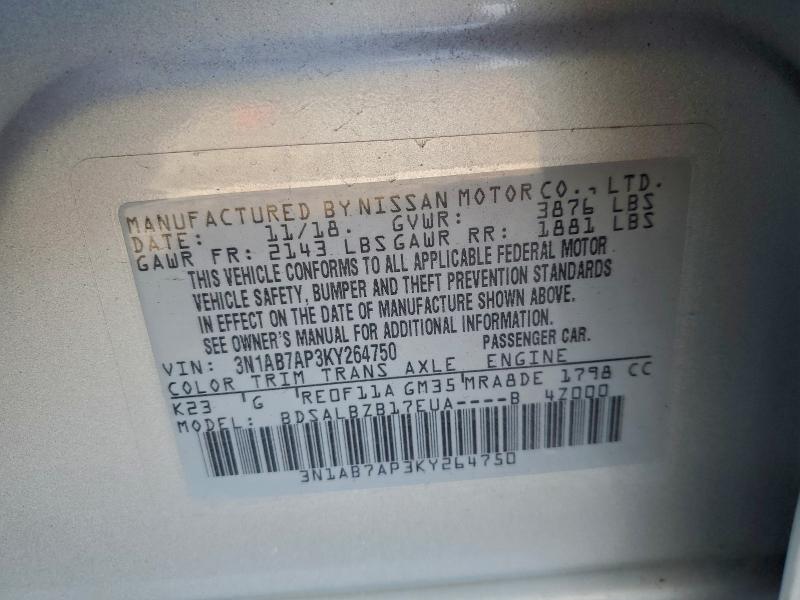 MANUFACTURED BY NISSAN MOTOR CO., LTD.
DATE: 11/18. GVWR: 3876 LBS
GAWR FR: 2143 LBS GAWR RR: 1881 LBS
THIS VEHICLE CONFORMS TO ALL APPLICABLE FEDERAL MOTOR
VEHICLE SAFETY, BUMPER AND THEFT PREVENTION STANDARDS
IN EFFECT ON THE DATE OF MANUFACTURE SHOWN ABOVE.
SEE OWNER'S MANUAL FOR ADDITIONAL INFORMATION.
VIN: 3N1AB7AP3KY264750 PASSENGER CAR.
COLOR TRIM TRANS AXLE ENGINE
K23 G RE0F11A GM35 MRA8DE 1798 CC
MODEL: BDSALBZB17EUA----B 4Z000
3N1AB7AP3KY264750